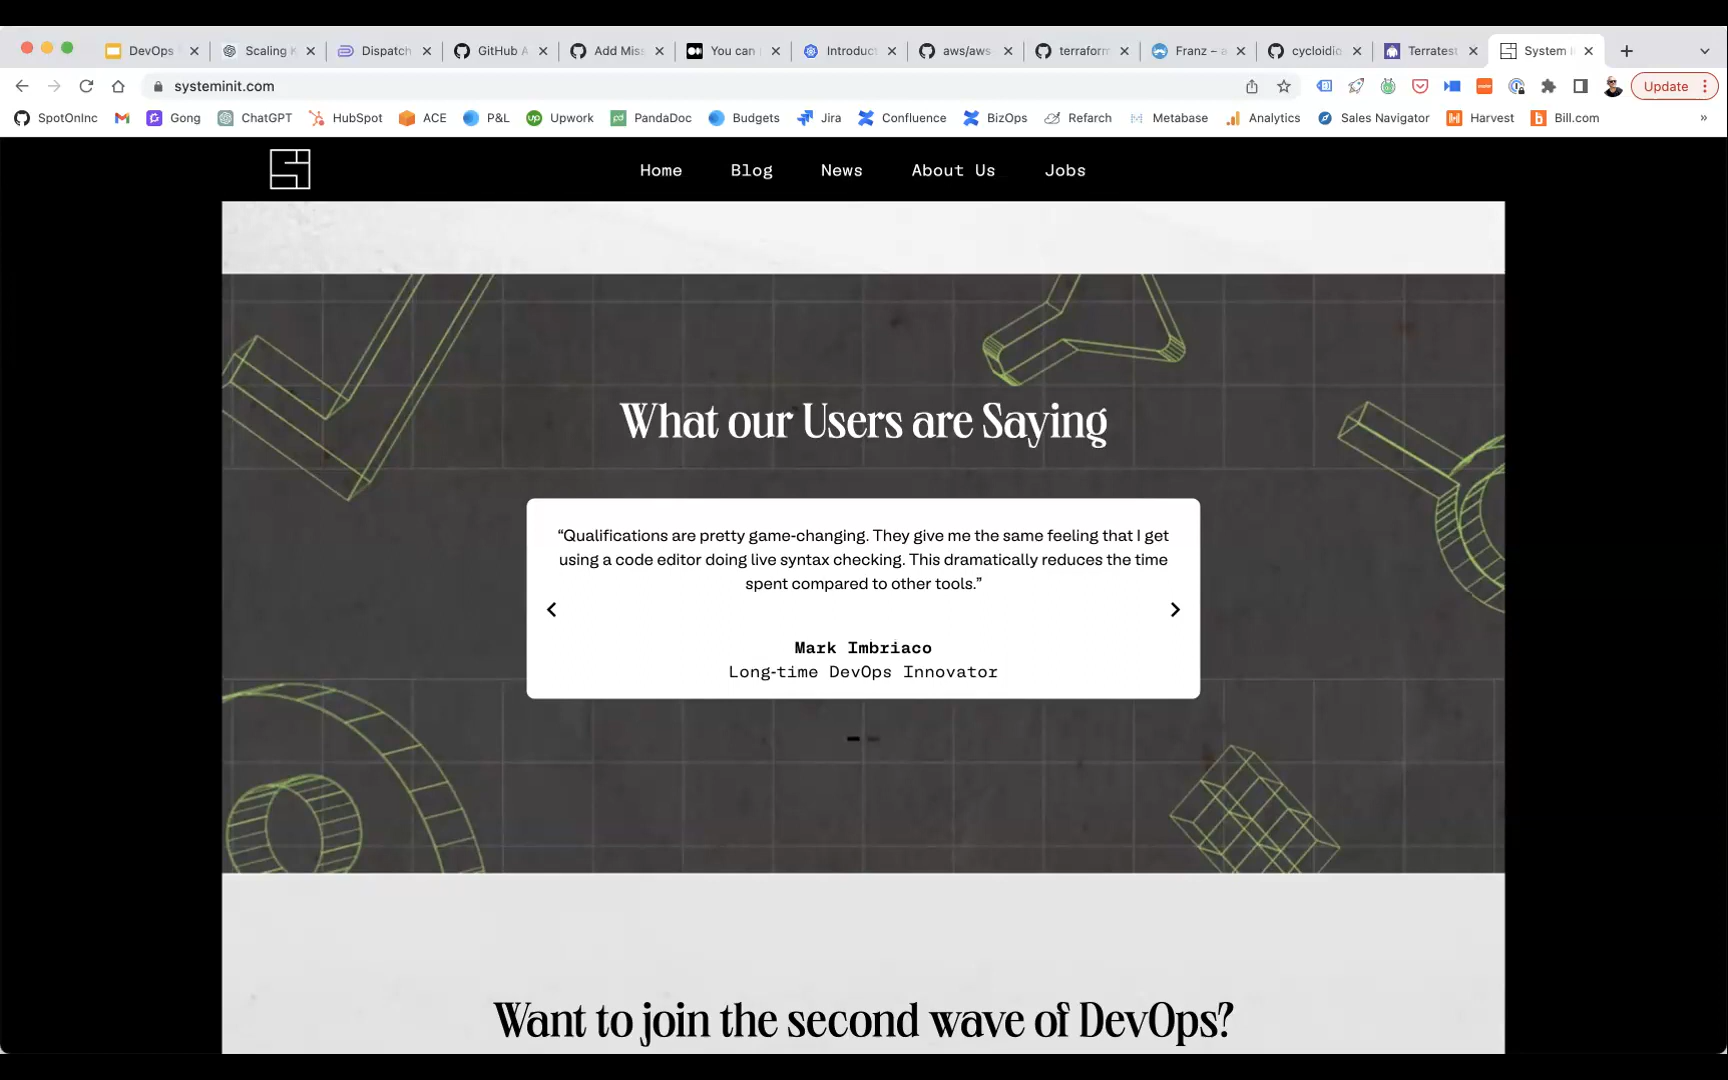 DevOps
Scaling K
Dispatch
GitHub A
Add Miss
You can
Introduct
aws/aws-
terraform
Franz – a
cycloidio
Terratest
System I
systeminit.com
Update
SpotOnInc
Gong
ChatGPT
HubSpot
ACE
P&L
Upwork
PandaDoc
Budgets
Jira
Confluence
BizOps
Refarch
Metabase
Analytics
Sales Navigator
Harvest
Bill.com
»
Home
Blog
News
About Us
Jobs
What our Users are Saying
“Qualifications are pretty game-changing. They give me the same feeling that I get
using a code editor doing live syntax checking. This dramatically reduces the time
spent compared to other tools.”
Mark Imbriaco
Long-time DevOps Innovator
Want to join the second wave of DevOps?